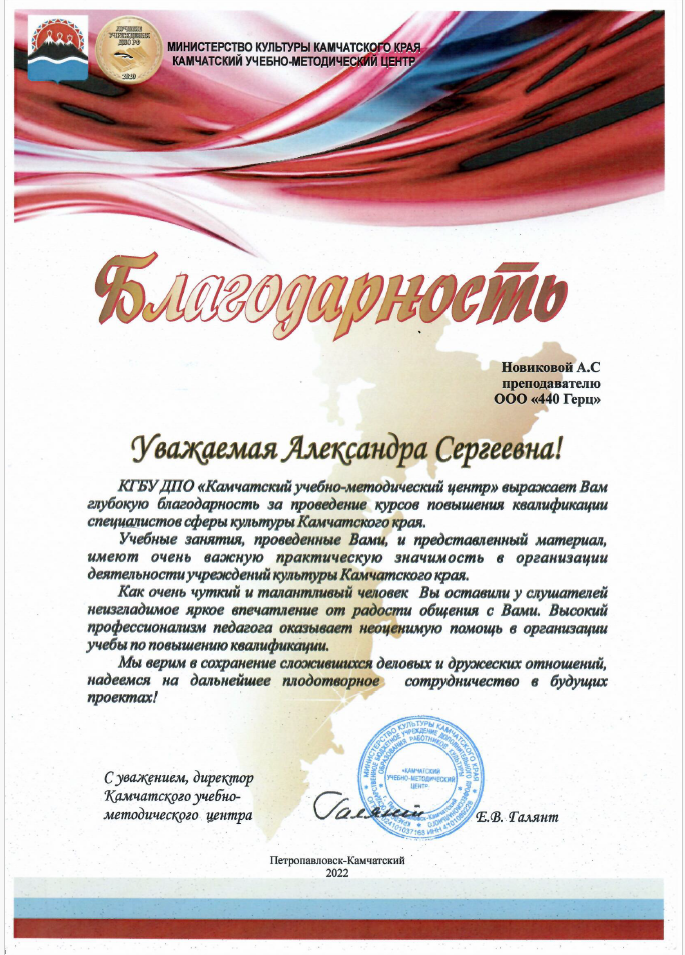 ЛУЧШЕЕ
УЧРЕЖДЕНИЕ
ДПО РФ
2020
МИНИСТЕРСТВО КУЛЬТУРЫ КАМЧАТСКОГО КРАЯ
КАМЧАТСКИЙ УЧЕБНО-МЕТОДИЧЕСКИЙ ЦЕНТР
Благодарность
Новиковой А.С
преподавателю
ООО «440 Герц»
Уважаемая Александра Сергеевна!
КГБУ ДПО «Камчатский учебно-методический центр» выражает Вам
глубокую благодарность за проведение курсов повышения квалификации
специалистов сферы культуры Камчатского края.
Учебные занятия, проведенные Вами, и представленный материал,
имеют очень важную практическую значимость в организации
деятельности учреждений культуры Камчатского края.
Как очень чуткий и талантливый человек Вы оставили у слушателей
неизгладимое яркое впечатление от радости общения с Вами. Высокий
профессионализм педагога оказывает неоценимую помощь в организации
учебы по повышению квалификации.
Мы верим в сохранение сложившихся деловых и дружеских отношений,
надеемся на дальнейшее плодотворное сотрудничество в будущих
проектах!
МИНИСТЕРСТВО КУЛЬТУРЫ КАМЧАТСКОГО КРАЯ
«КАМЧАТСКИЙ
УЧЕБНО-МЕТОДИЧЕСКИЙ
ЦЕНТР»
С уважением, директор
Камчатского учебно-
методического центра
Галянт
Е.В. Галянт
Петропавловск-Камчатский
2022